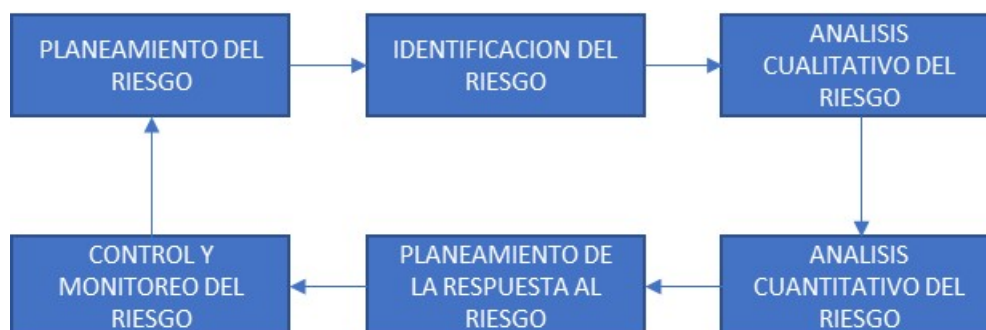 PLANEAMIENTO DEL
RIESGO
IDENTIFICACION DEL
RIESGO
ANALISIS
CUALITATIVO DEL
RIESGO
ANALISIS
CUANTITATIVO DEL
RIESGO
PLANEAMIENTO DE
LA RESPUESTA AL
RIESGO
CONTROL Y
MONITOREO DEL
RIESGO